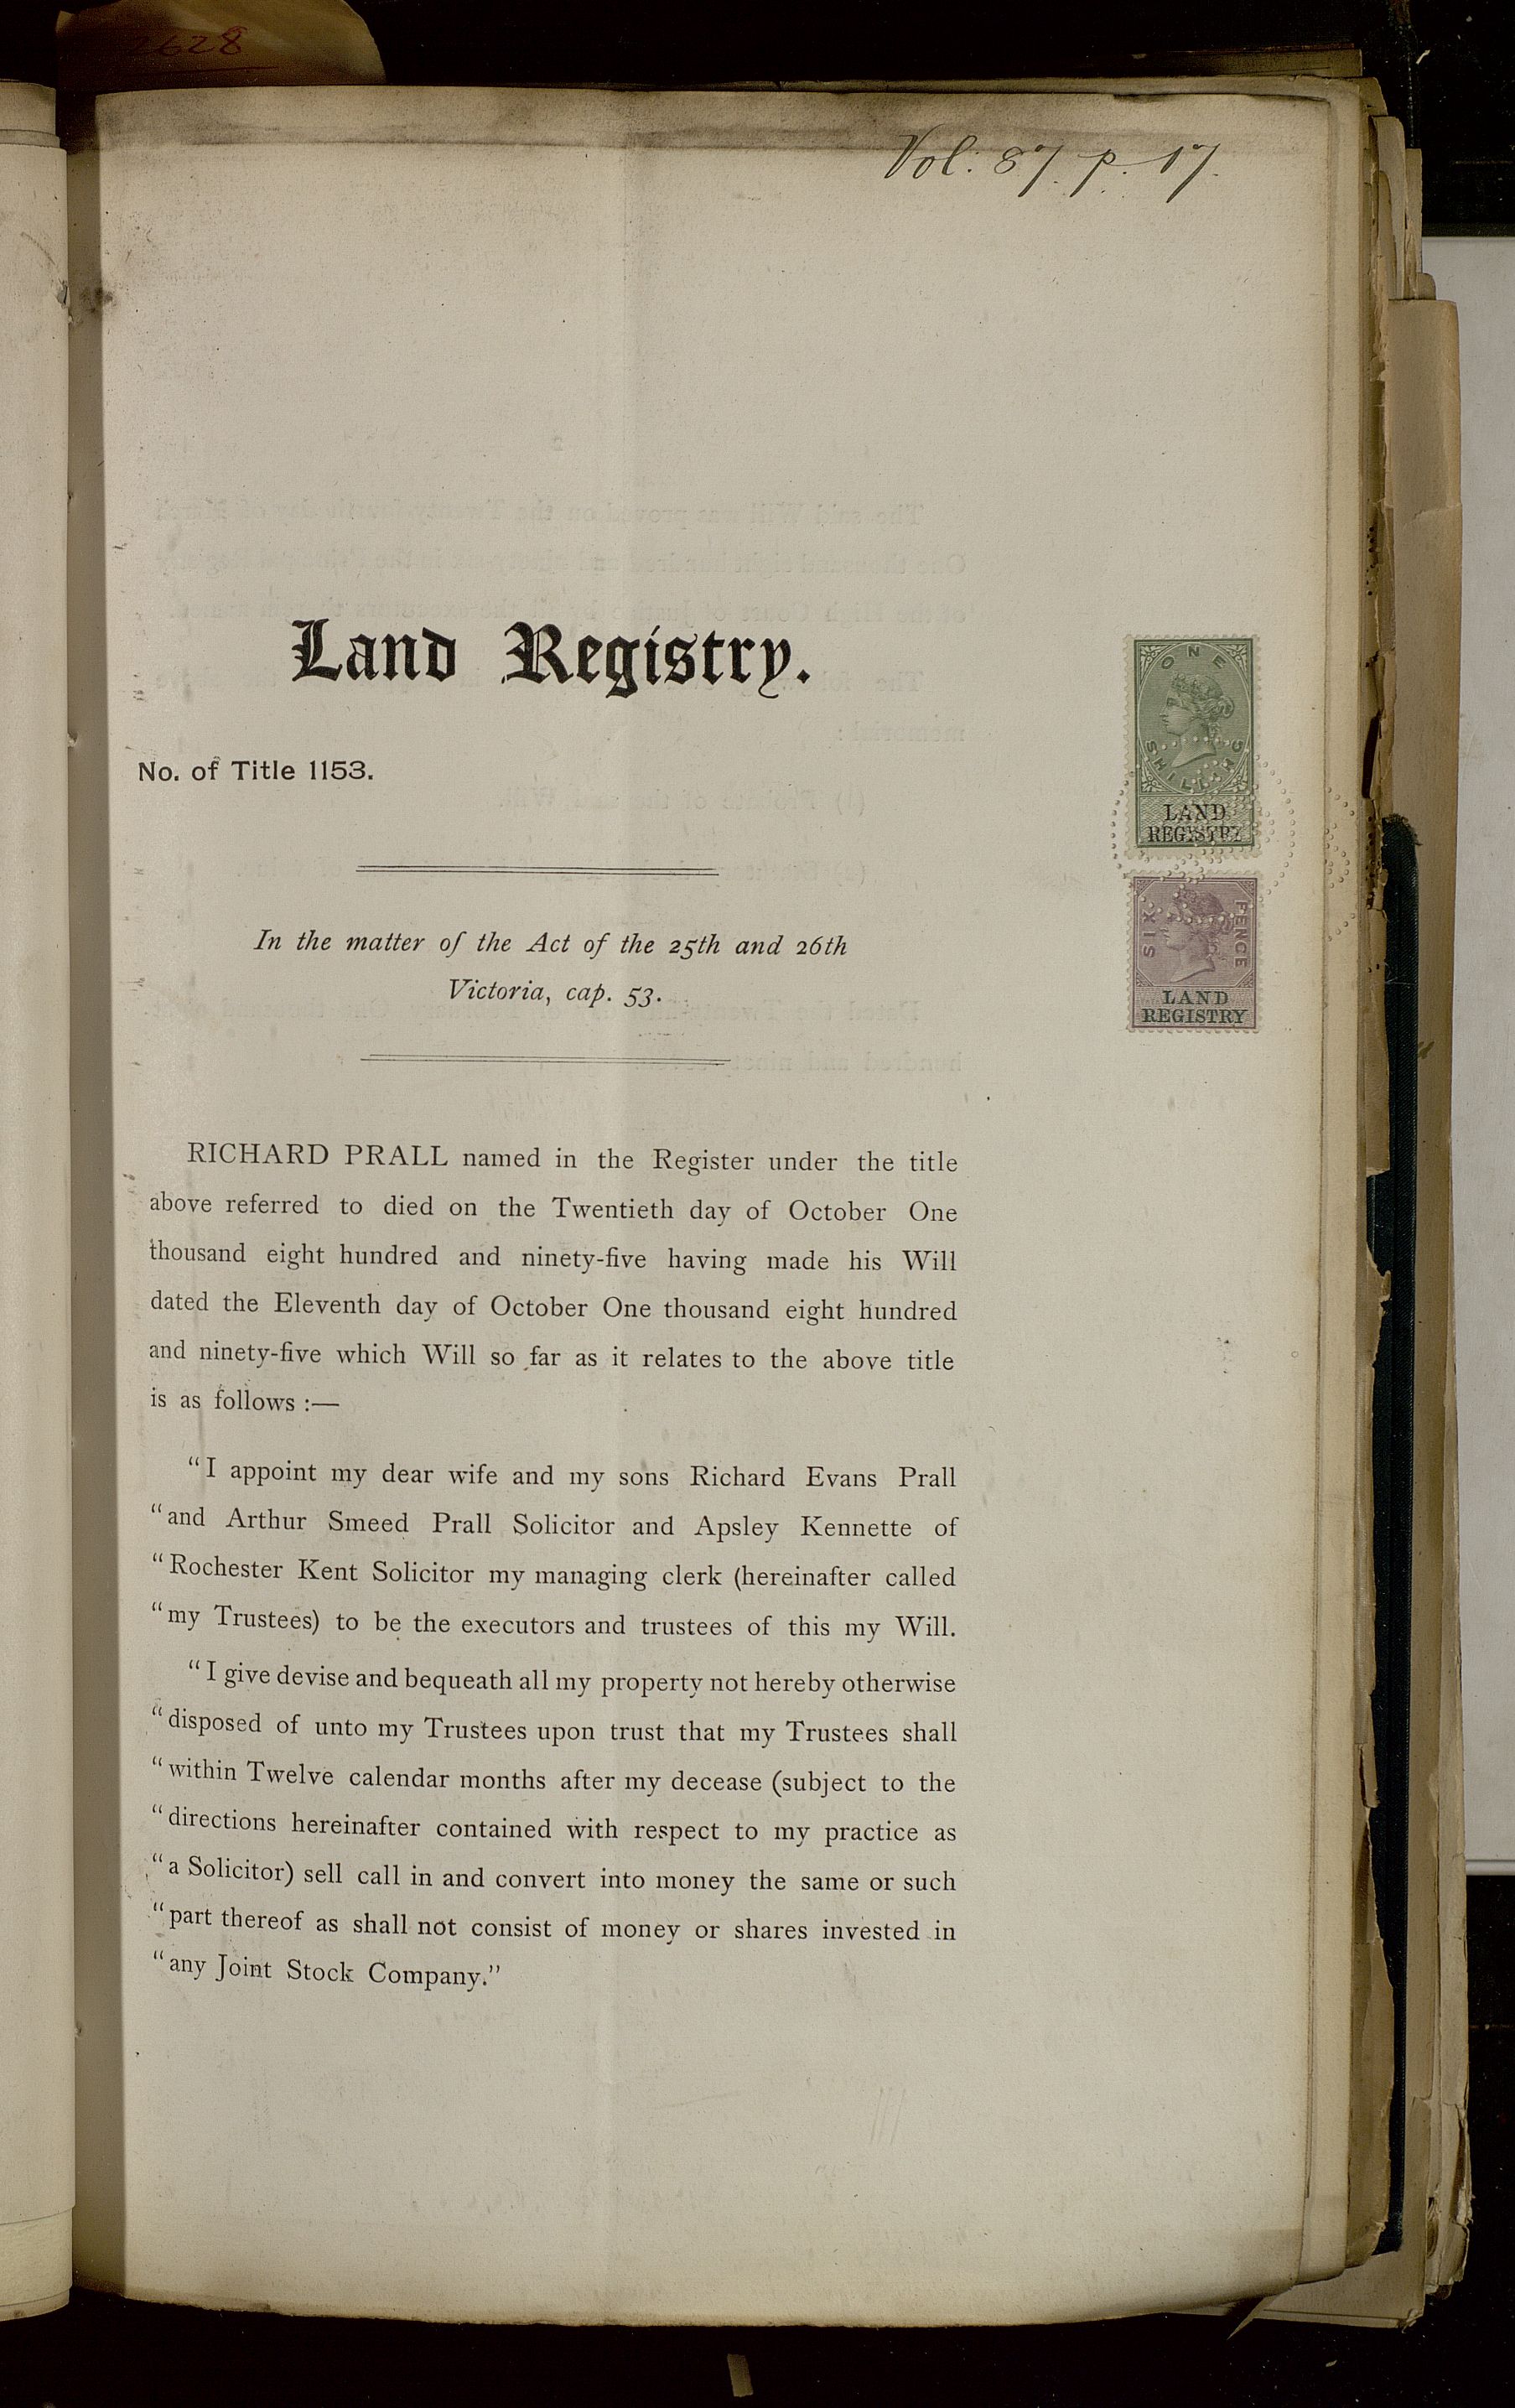 2628
Vol: 87. p. 17.
Land Registry.
No. of Title 1153.
ONE
SHILLING
LAND
REGISTRY
SIX
PENCE
LAND
REGISTRY
In the matter of the Act of the 25th and 26th
Victoria, cap. 53.
RICHARD PRALL named in the Register under the title
above referred to died on the Twentieth day of October One
thousand eight hundred and ninety-five having made his Will
dated the Eleventh day of October One thousand eight hundred
and ninety-five which Will so far as it relates to the above title
is as follows :—
“I appoint my dear wife and my sons Richard Evans Prall
“and Arthur Smeed Prall Solicitor and Apsley Kennette of
“Rochester Kent Solicitor my managing clerk (hereinafter called
“my Trustees) to be the executors and trustees of this my Will.
“I give devise and bequeath all my property not hereby otherwise
“disposed of unto my Trustees upon trust that my Trustees shall
“within Twelve calendar months after my decease (subject to the
“directions hereinafter contained with respect to my practice as
“a Solicitor) sell call in and convert into money the same or such
“part thereof as shall not consist of money or shares invested in
“any Joint Stock Company.”